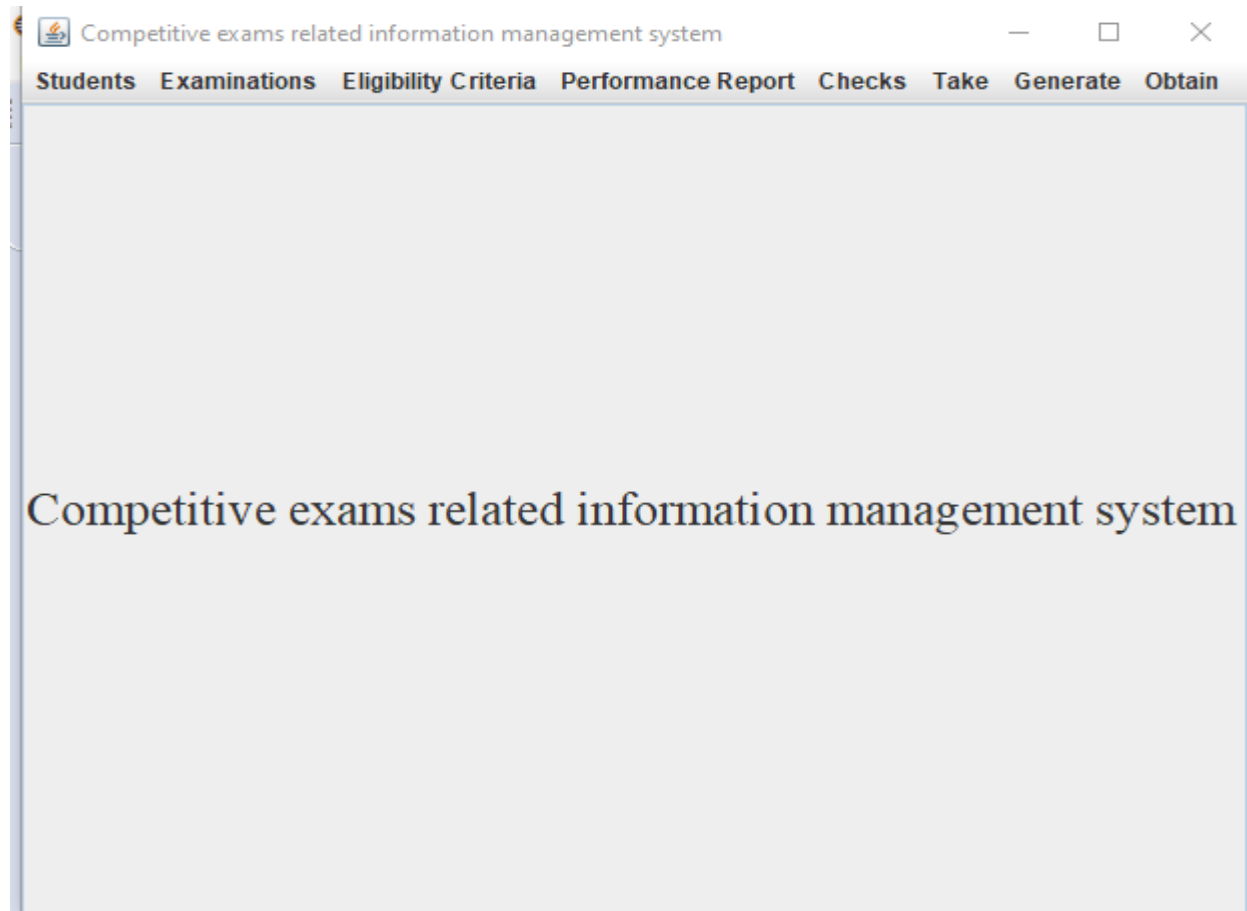 Competitive exams related information management system
Students Examinations Eligibility Criteria Performance Report Checks Take Generate Obtain
Competitive exams related information management system